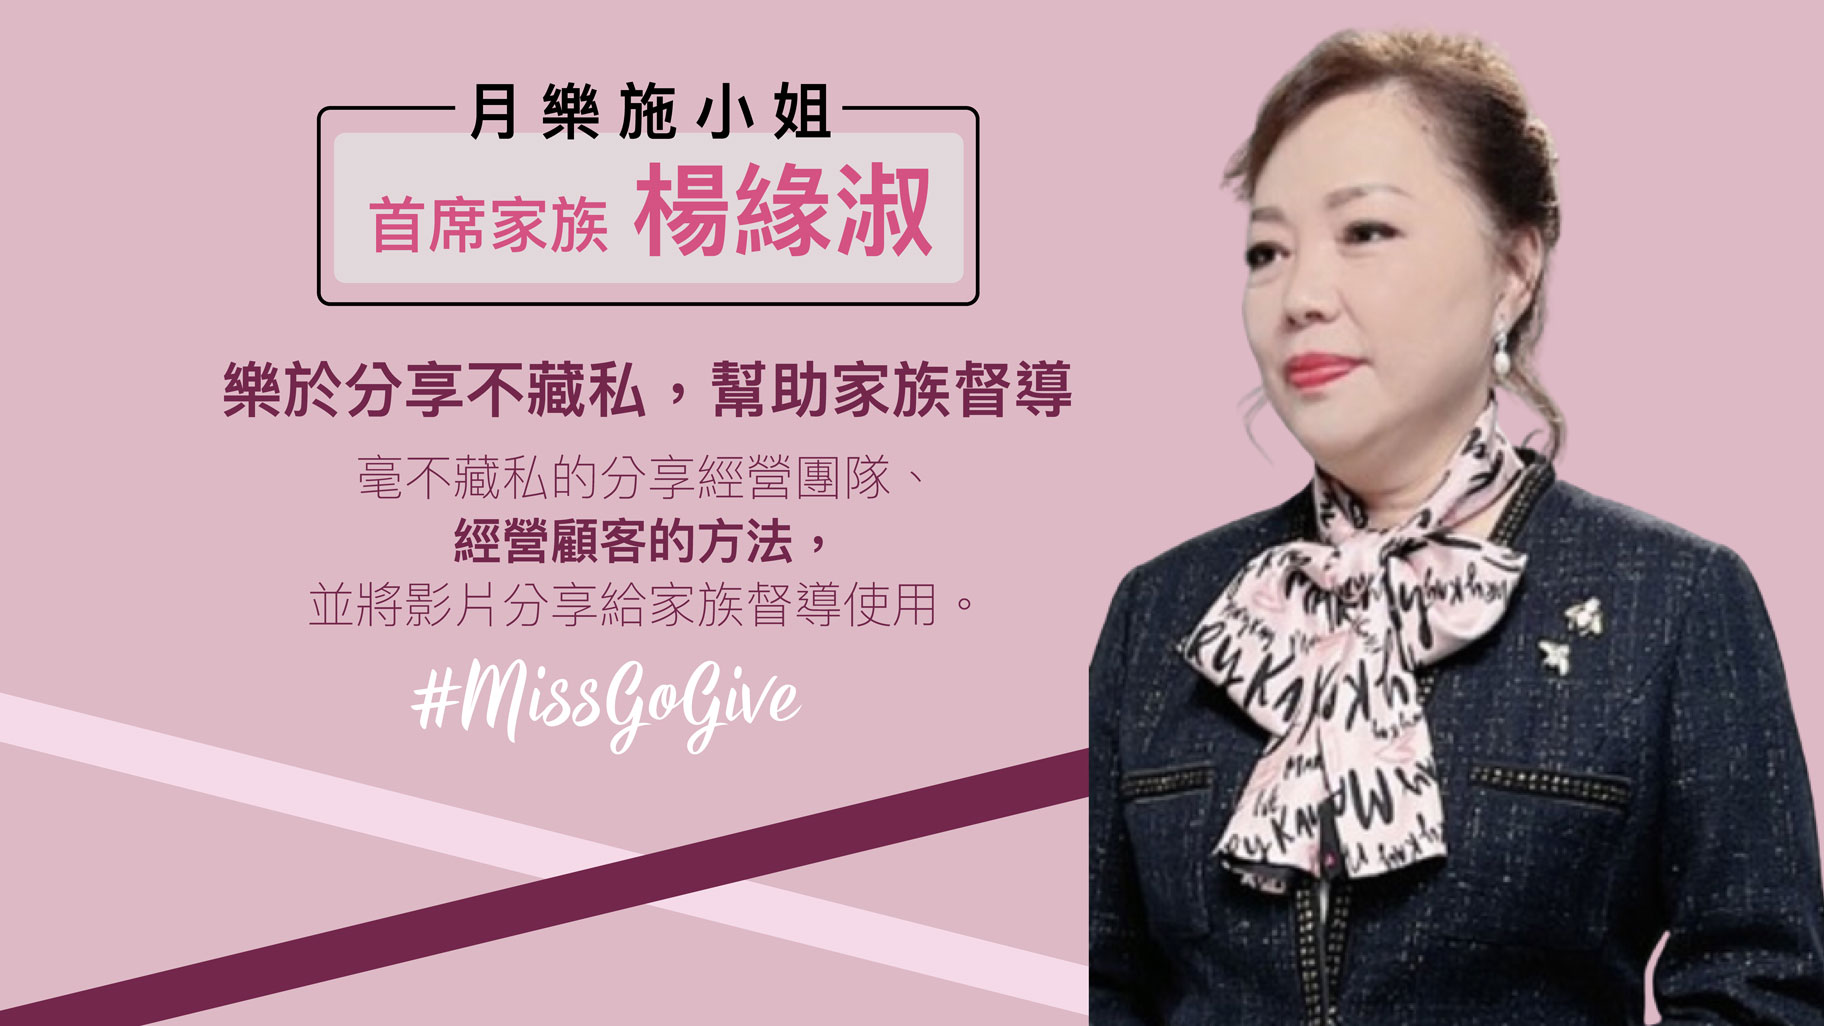 月樂施小姐
首席家族 楊緣淑
樂於分享不藏私，幫助家族督導
毫不藏私的分享經營團隊、
經營顧客的方法，
並將影片分享給家族督導使用。
#MissGoGive